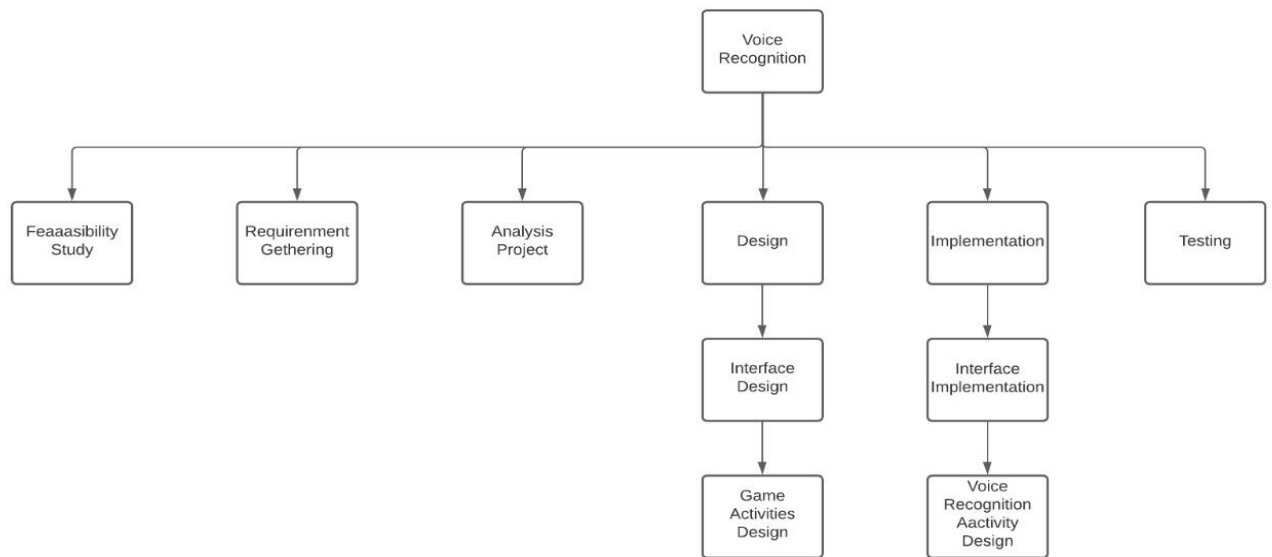 Voice
Recognition
Feaaasibility
Study
Requirenment
Gethering
Analysis
Project
Design
Implementation
Testing
Interface
Design
Interface
Implementation
Game
Activities
Design
Voice
Recognition
Aactivity
Design